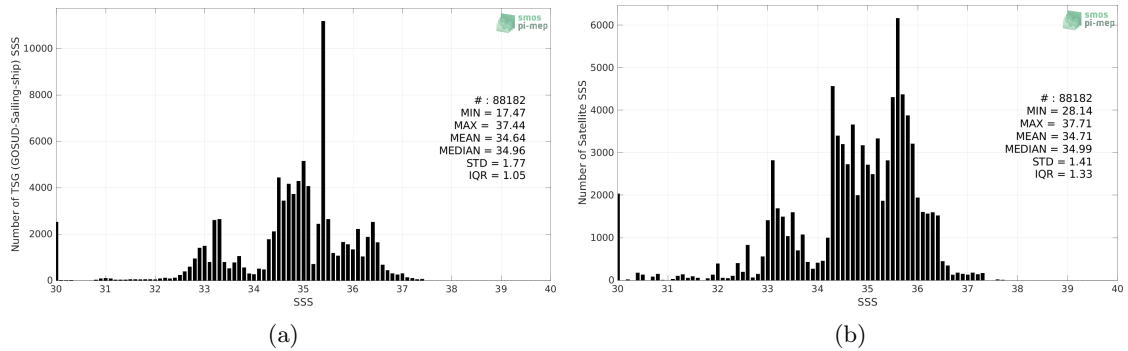 smos
pi-mep
Number of TSG (GOSUD-Sailing-ship) SSS
10000
8000
6000
4000
2000
0
# : 88182
MIN = 17.47
MAX = 37.44
MEAN = 34.64
MEDIAN = 34.96
STD = 1.77
IQR = 1.05
30 31 32 33 34 35 36 37 38 39 40
SSS
(a)
smos
pi-mep
Number of Satellite SSS
6000
5000
4000
3000
2000
1000
0
# : 88182
MIN = 28.14
MAX = 37.71
MEAN = 34.71
MEDIAN = 34.99
STD = 1.41
IQR = 1.33
30 31 32 33 34 35 36 37 38 39 40
SSS
(b)